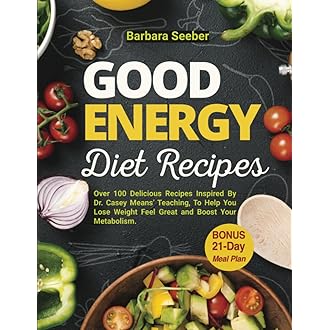 Barbara Seeber
GOOD
ENERGY
Diet Recipes
Over 100 Delicious Recipes Inspired By
Dr. Casey Means' Teaching, To Help You
Lose Weight Feel Great and Boost Your
Metabolism.
BONUS
21-Day
Meal Plan